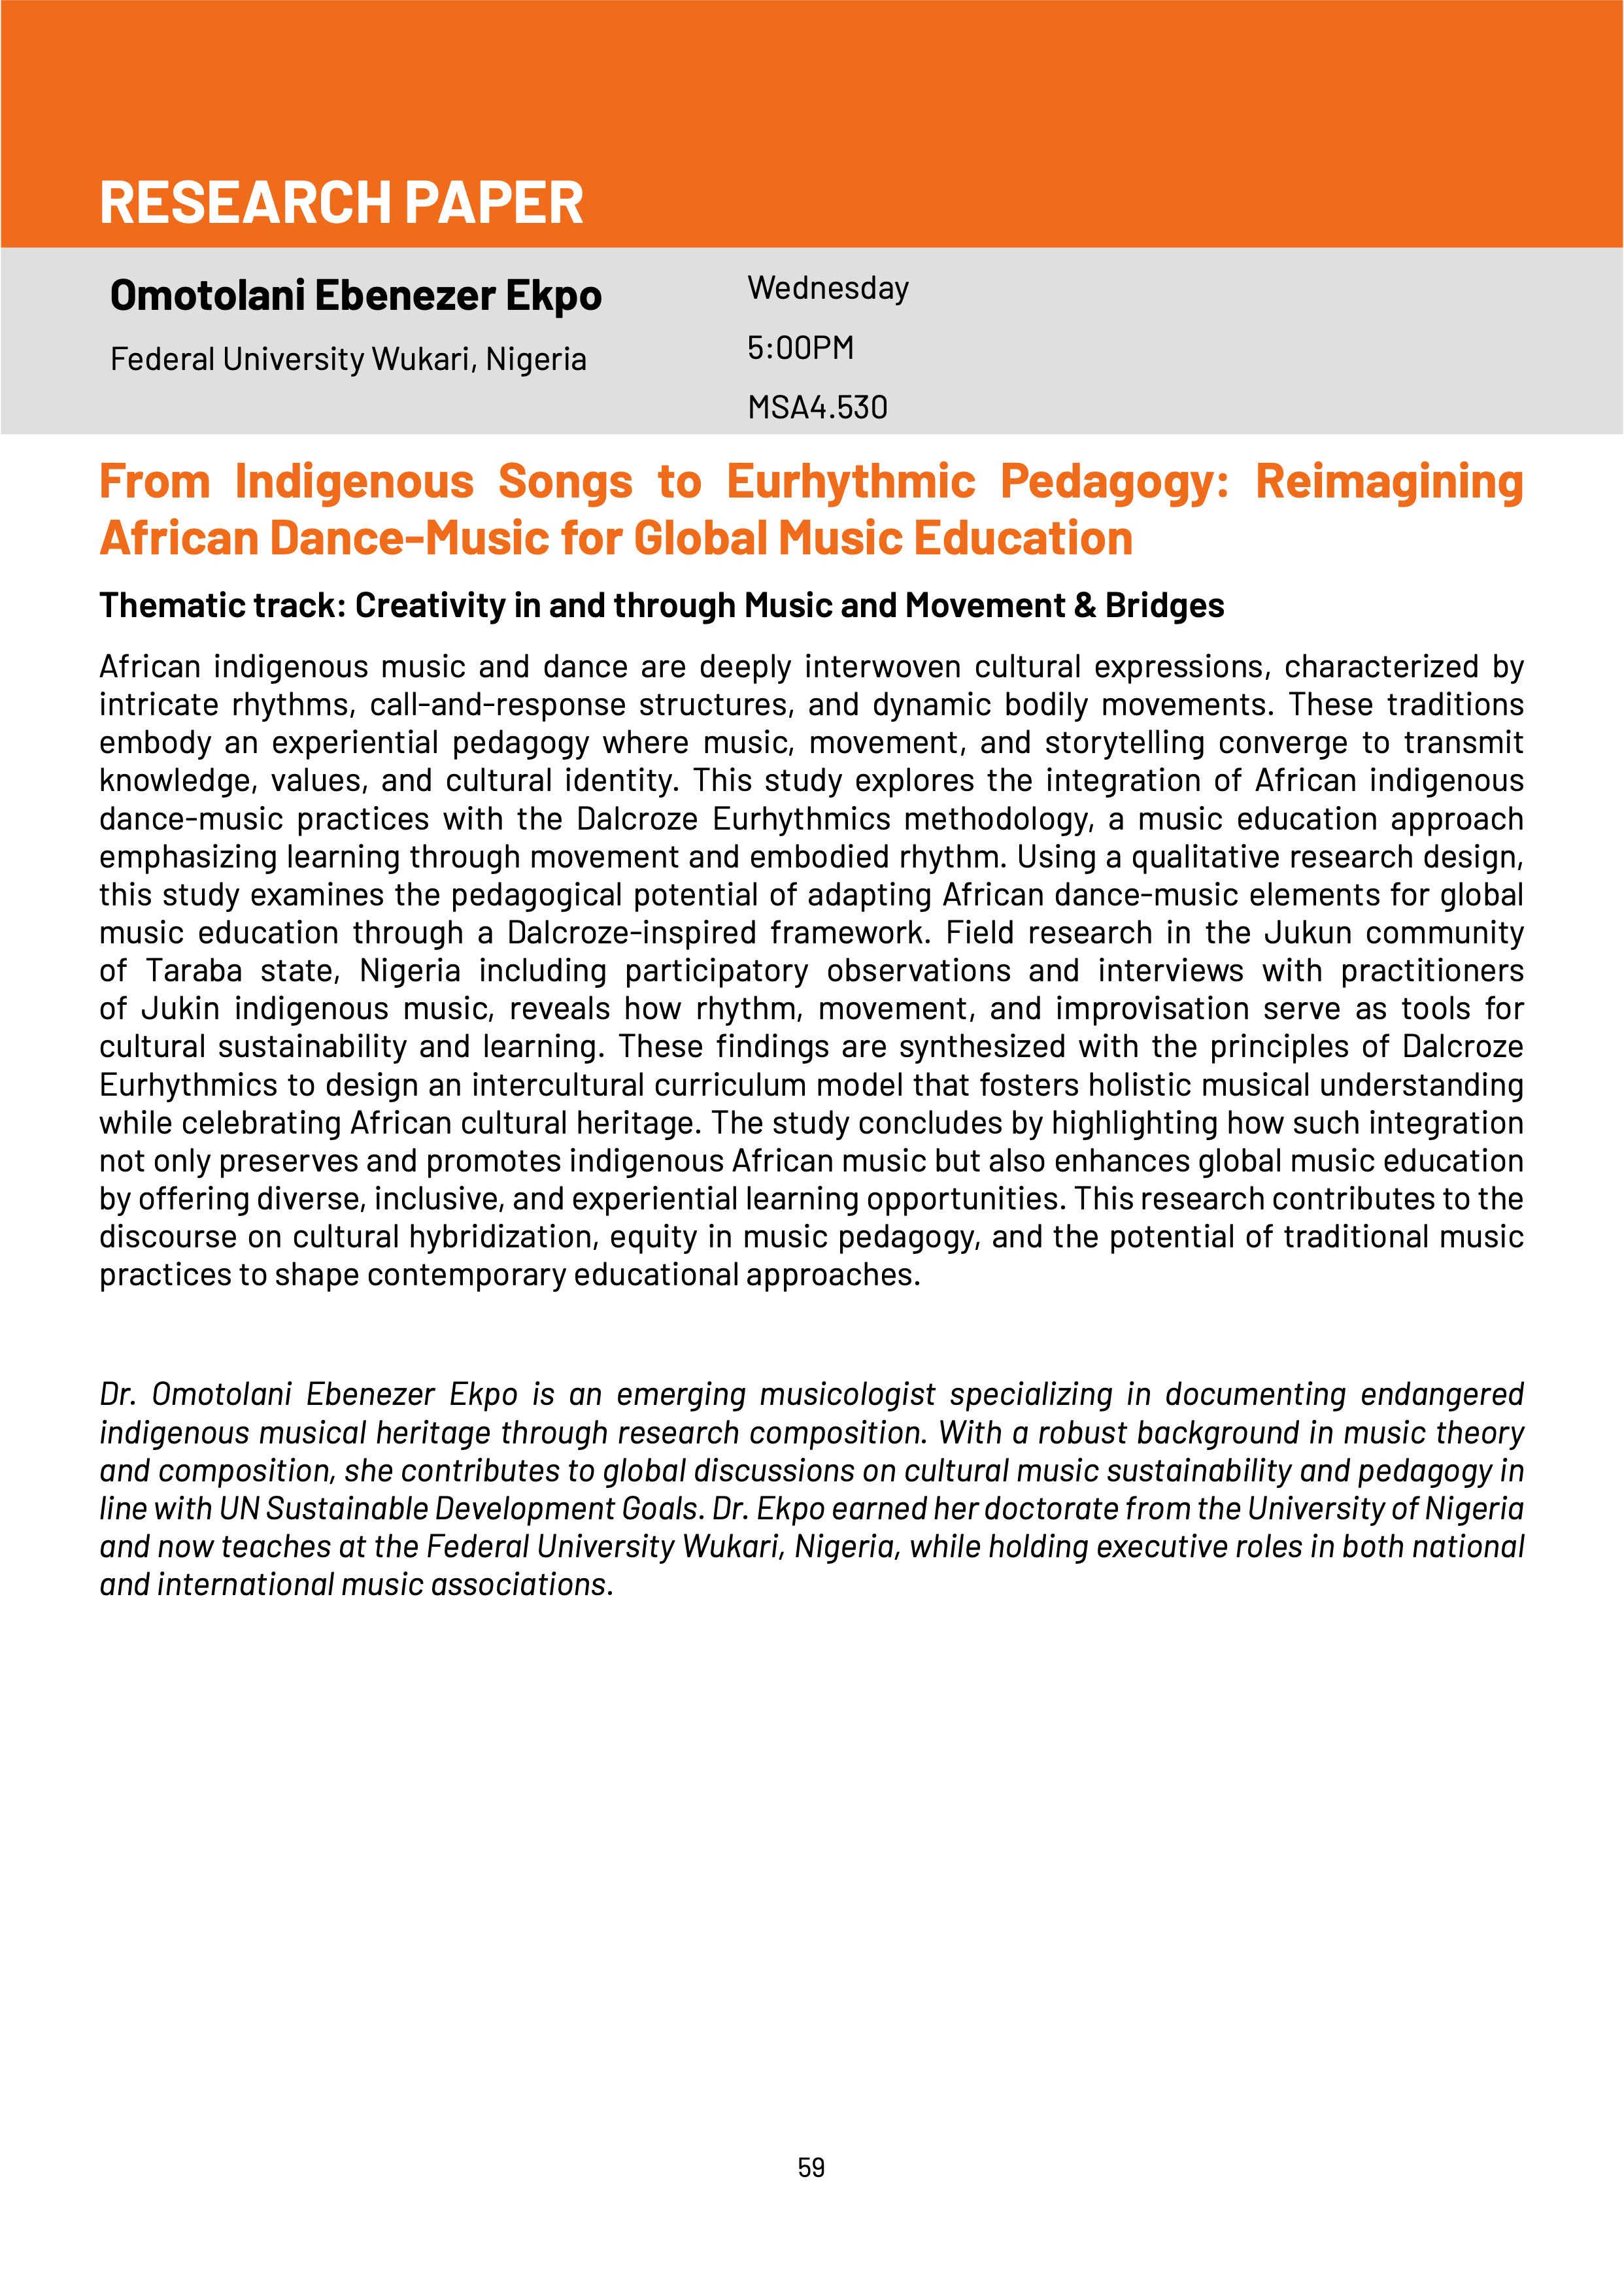 RESEARCH PAPER
Omotolani Ebenezer Ekpo
Federal University Wukari, Nigeria
Wednesday
5:00PM
MSA4.530
From Indigenous Songs to Eurhythmic Pedagogy: Reimagining
African Dance-Music for Global Music Education
Thematic track: Creativity in and through Music and Movement & Bridges
African indigenous music and dance are deeply interwoven cultural expressions, characterized by
intricate rhythms, call-and-response structures, and dynamic bodily movements. These traditions
embody an experiential pedagogy where music, movement, and storytelling converge to transmit
knowledge, values, and cultural identity. This study explores the integration of African indigenous
dance-music practices with the Dalcroze Eurhythmics methodology, a music education approach
emphasizing learning through movement and embodied rhythm. Using a qualitative research design,
this study examines the pedagogical potential of adapting African dance-music elements for global
music education through a Dalcroze-inspired framework. Field research in the Jukun community
of Taraba state, Nigeria including participatory observations and interviews with practitioners
of Jukin indigenous music, reveals how rhythm, movement, and improvisation serve as tools for
cultural sustainability and learning. These findings are synthesized with the principles of Dalcroze
Eurhythmics to design an intercultural curriculum model that fosters holistic musical understanding
while celebrating African cultural heritage. The study concludes by highlighting how such integration
not only preserves and promotes indigenous African music but also enhances global music education
by offering diverse, inclusive, and experiential learning opportunities. This research contributes to the
discourse on cultural hybridization, equity in music pedagogy, and the potential of traditional music
practices to shape contemporary educational approaches.
Dr. Omotolani Ebenezer Ekpo is an emerging musicologist specializing in documenting endangered
indigenous musical heritage through research composition. With a robust background in music theory
and composition, she contributes to global discussions on cultural music sustainability and pedagogy in
line with UN Sustainable Development Goals. Dr. Ekpo earned her doctorate from the University of Nigeria
and now teaches at the Federal University Wukari, Nigeria, while holding executive roles in both national
and international music associations.
59